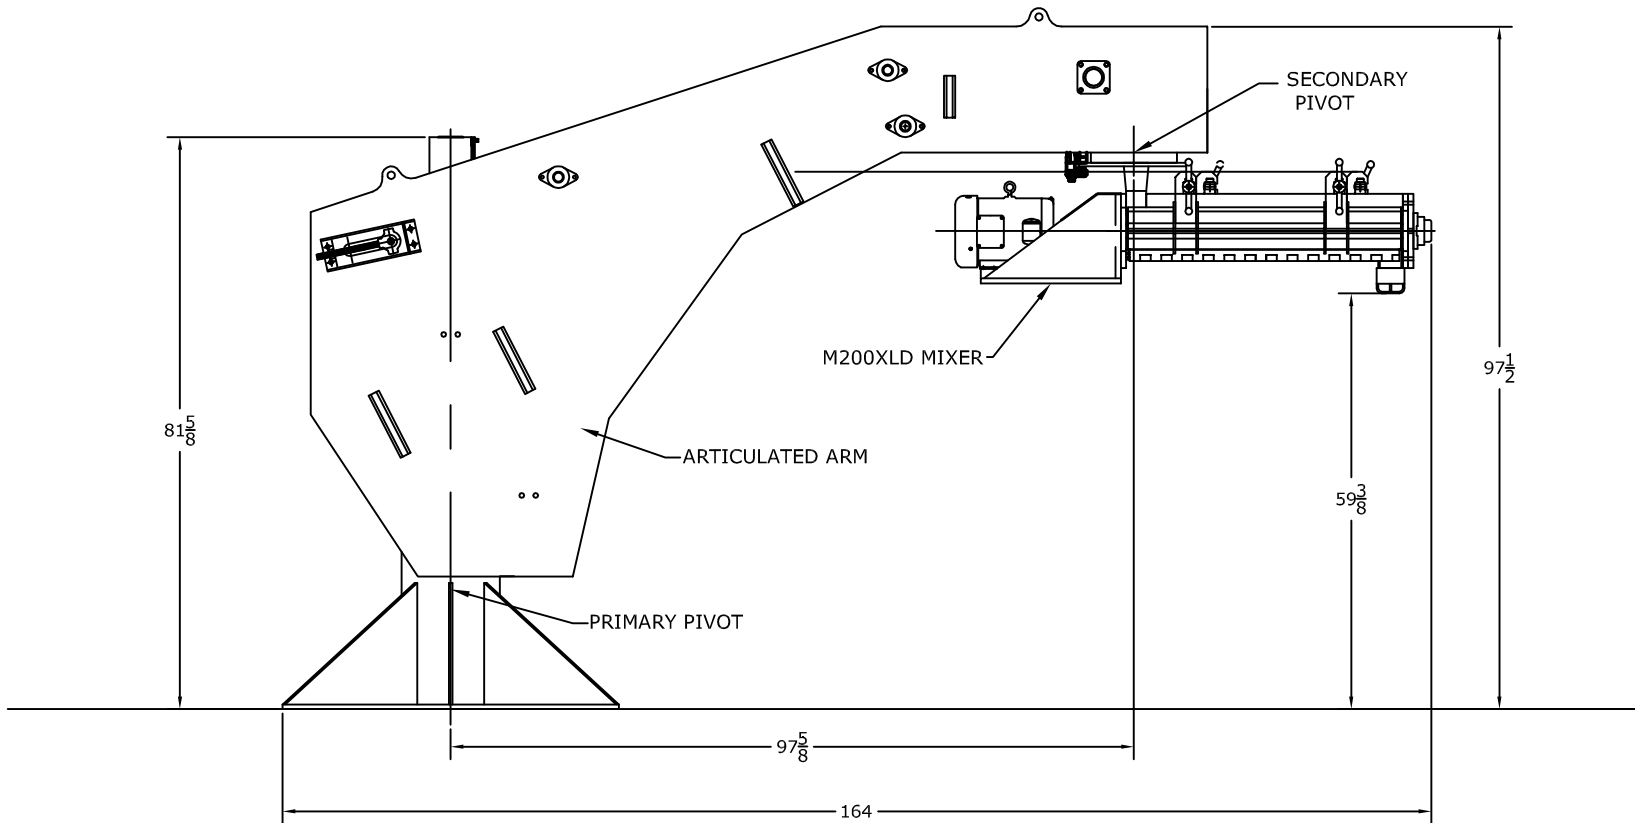 SECONDARY
PIVOT
M200XLD MIXER
97 1/2
81 5/8
ARTICULATED ARM
59 3/8
PRIMARY PIVOT
97 5/8
164